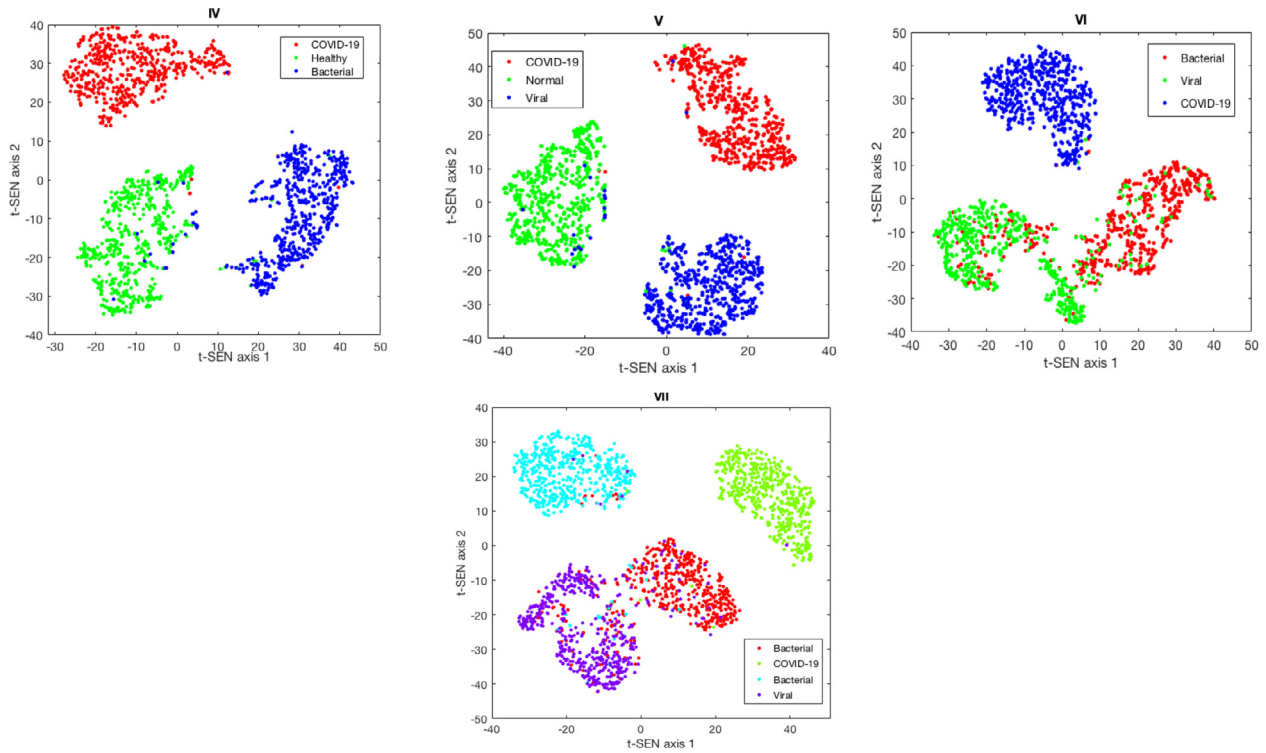 IV
40
30
20
10
0
-10
-20
-30
-40
-30 -20 -10 0 10 20 30 40 50
t-SEN axis 2
t-SEN axis 1
COVID-19
Healthy
Bacterial
V
50
40
30
20
10
0
-10
-20
-30
-40
-40 -20 0 20 40
t-SEN axis 2
t-SEN axis 1
COVID-19
Normal
Viral
VI
50
40
30
20
10
0
-10
-20
-30
-40
-40 -30 -20 -10 0 10 20 30 40 50
t-SEN axis 2
t-SEN axis 1
Bacterial
Viral
COVID-19
VII
40
30
20
10
0
-10
-20
-30
-40
-50
-40 -20 0 20 40
t-SEN axis 2
t-SEN axis 1
Bacterial
COVID-19
Bacterial
Viral